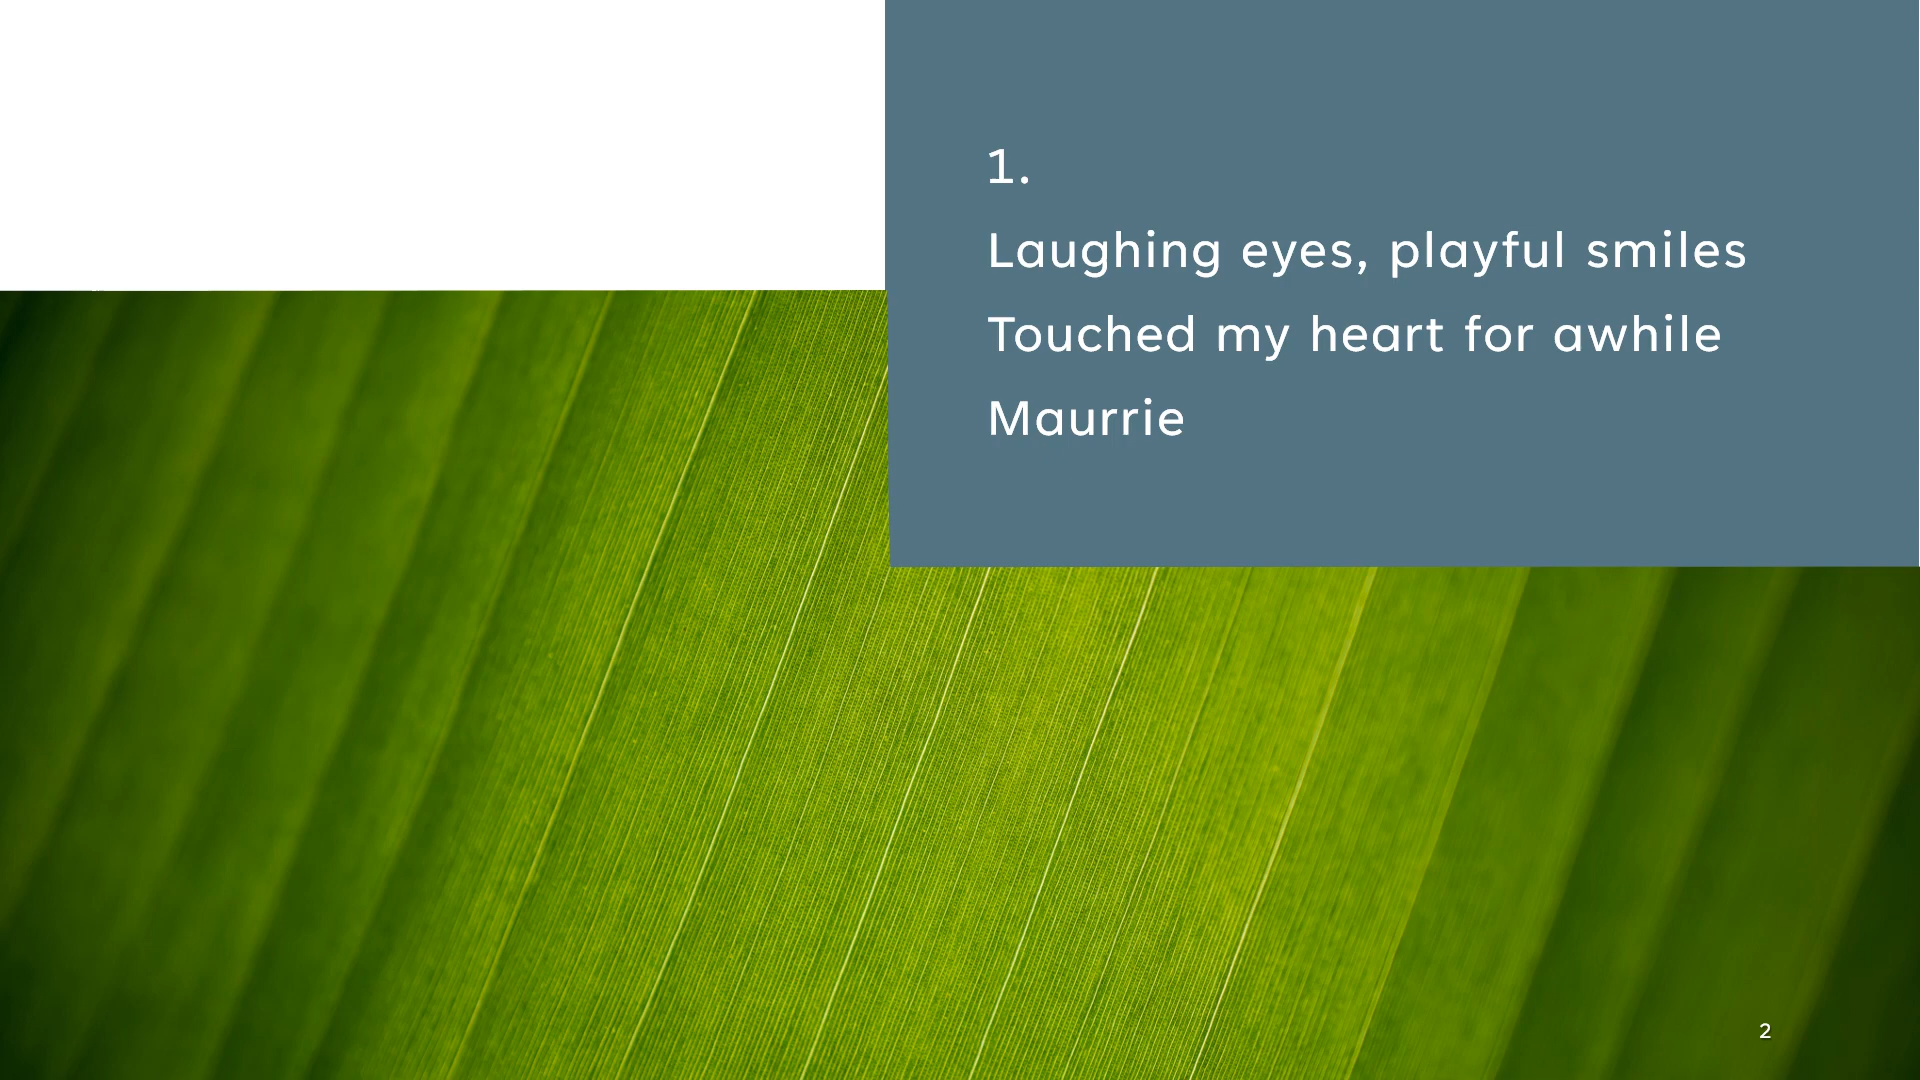 1.
Laughing eyes, playful smiles
Touched my heart for awhile
Maurrie
2